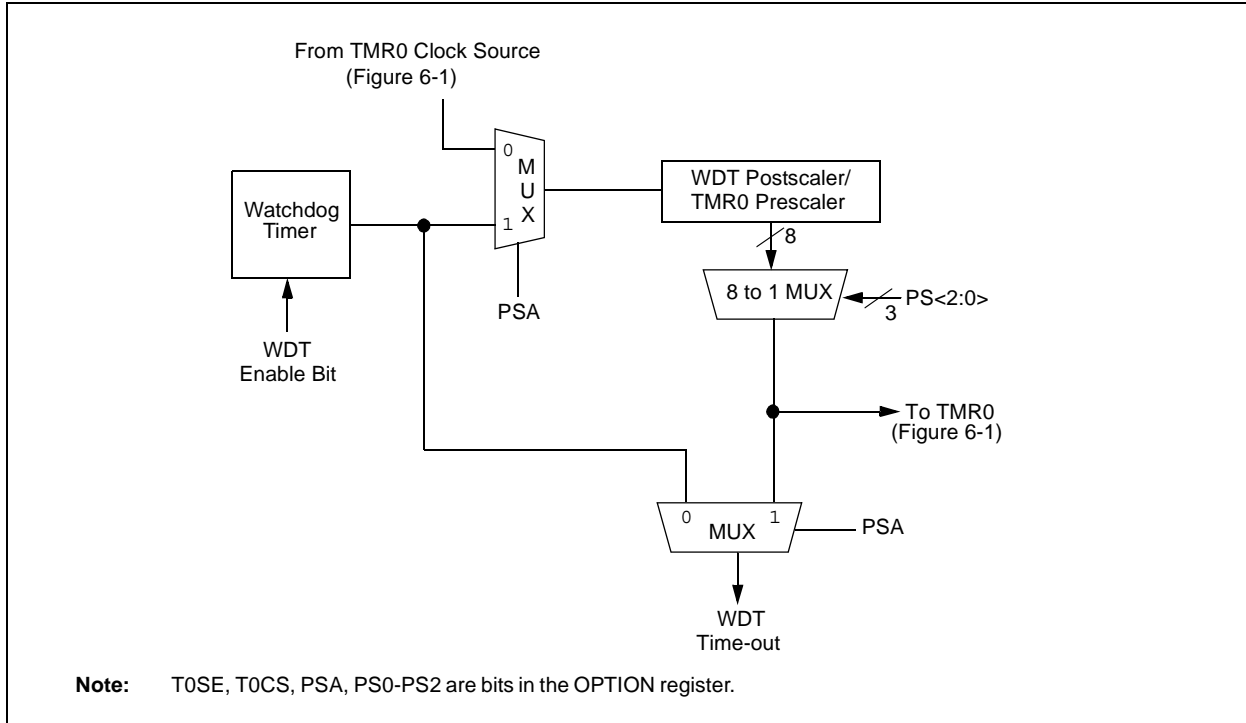 From TMR0 Clock Source
(Figure 6-1)
0
M
U
X
1
PSA
Watchdog
Timer
WDT
Enable Bit
WDT Postscaler/
TMR0 Prescaler
8
8 to 1 MUX
PS<2:0>
3
To TMR0
(Figure 6-1)
0
1
MUX
PSA
WDT
Time-out
Note: T0SE, T0CS, PSA, PS0-PS2 are bits in the OPTION register.